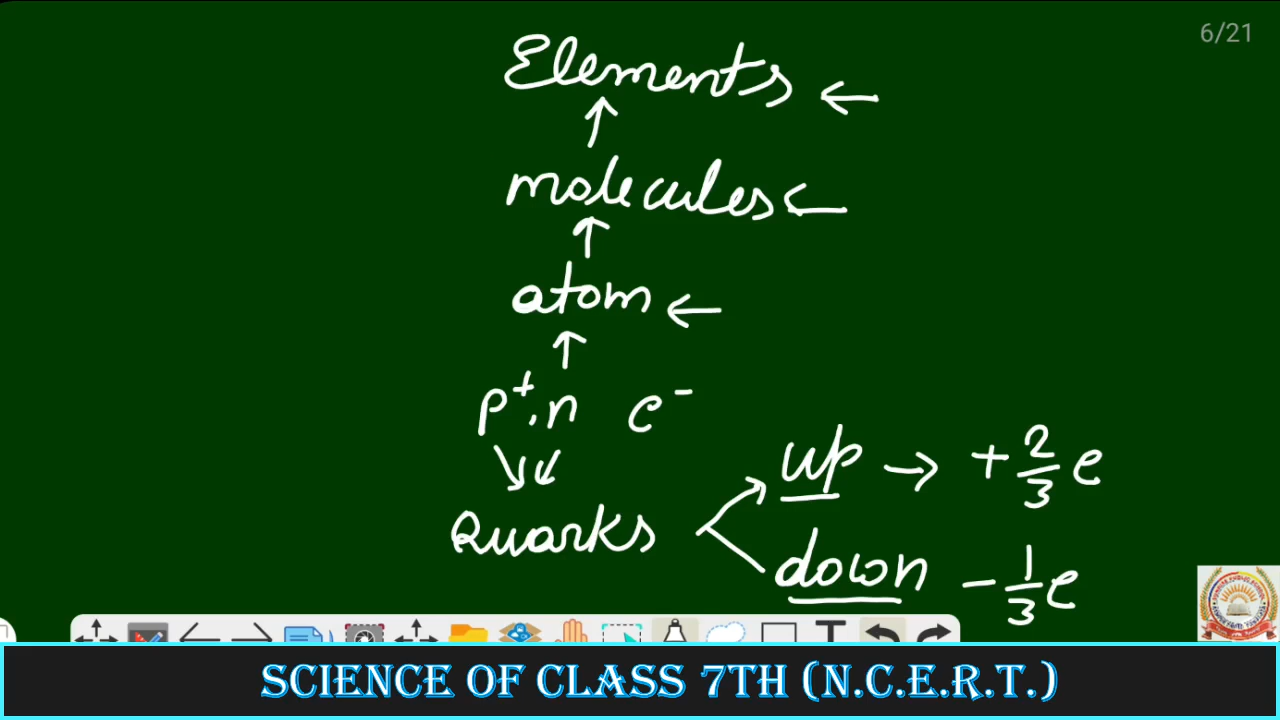 6/21
Elements ←
↑
molecules ←
↑
atom ←
↑
p⁺, n e⁻
Quarks
up → + 2/3 e
down - 1/3 e
T
SCIENCE OF CLASS 7TH (N.C.E.R.T.)